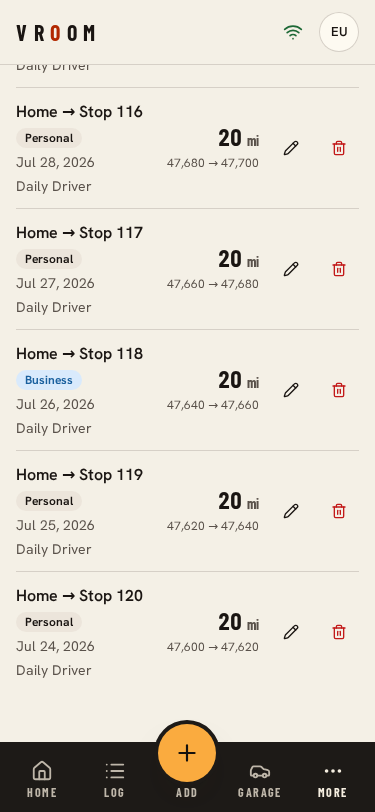 VROOM
EU
Daily Driver
Home → Stop 116
Personal
20 mi
Jul 28, 2026
47,680 → 47,700
Daily Driver
Home → Stop 117
Personal
20 mi
Jul 27, 2026
47,660 → 47,680
Daily Driver
Home → Stop 118
Business
20 mi
Jul 26, 2026
47,640 → 47,660
Daily Driver
Home → Stop 119
Personal
20 mi
Jul 25, 2026
47,620 → 47,640
Daily Driver
Home → Stop 120
Personal
20 mi
Jul 24, 2026
47,600 → 47,620
Daily Driver
HOME
LOG
ADD
GARAGE
MORE